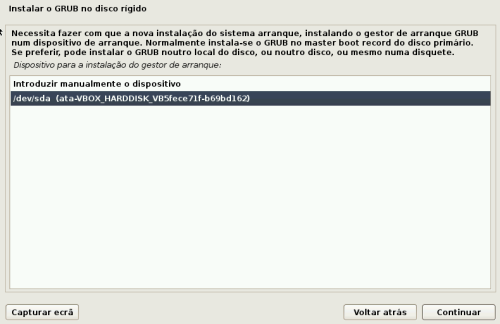 Instalar o GRUB no disco rígido
Necessita fazer com que a nova instalação do sistema arranque, instalando o gestor de arranque GRUB
num dispositivo de arranque. Normalmente instala-se o GRUB no master boot record do disco primário.
Se preferir, pode instalar o GRUB noutro local do disco, ou noutro disco, ou mesmo numa disquete.
Dispositivo para a instalação do gestor de arranque:
Introduzir manualmente o dispositivo
/dev/sda (ata-VBOX_HARDDISK_VB5fece71f-b69bd162)
Capturar ecrã
Voltar atrás
Continuar